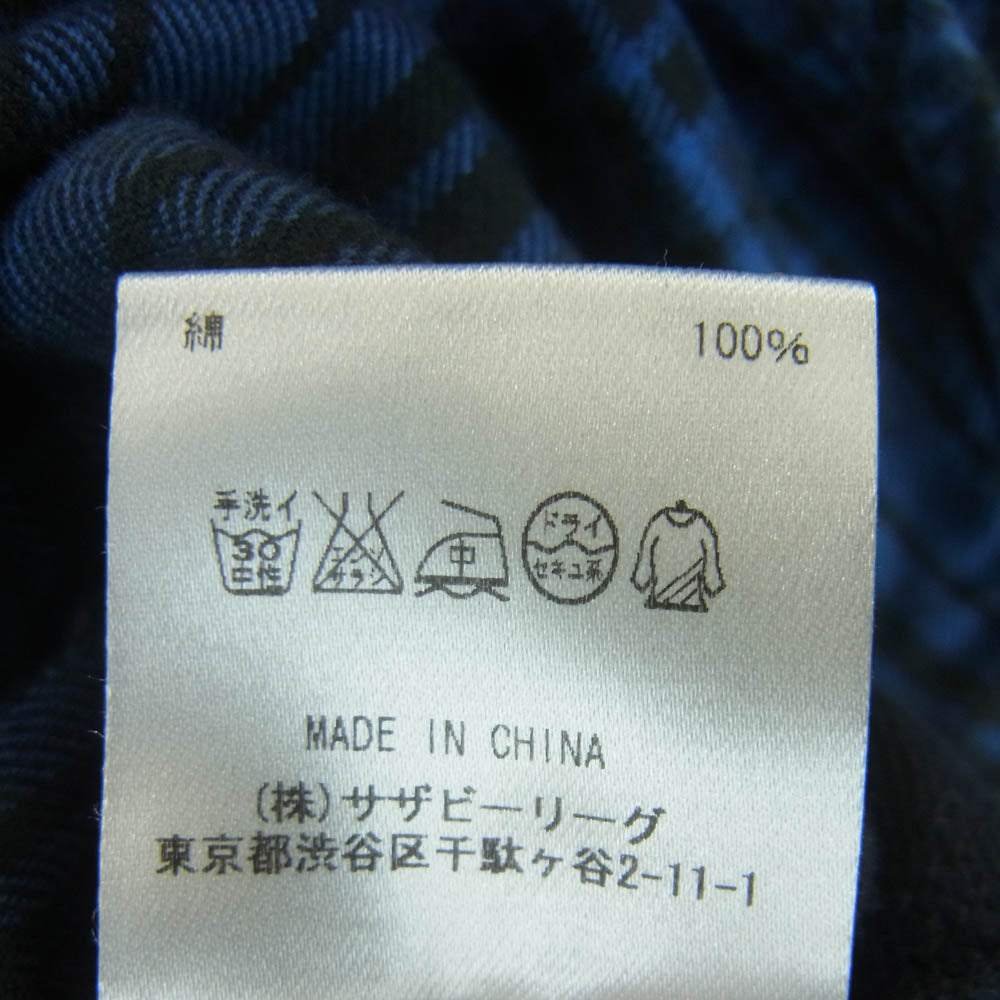 綿 100%
手洗イ
30
中性
エンソ
サラシ
中
ドライ
セキユ系
MADE IN CHINA
(株)サザビーリーグ
東京都渋谷区千駄ヶ谷2-11-1